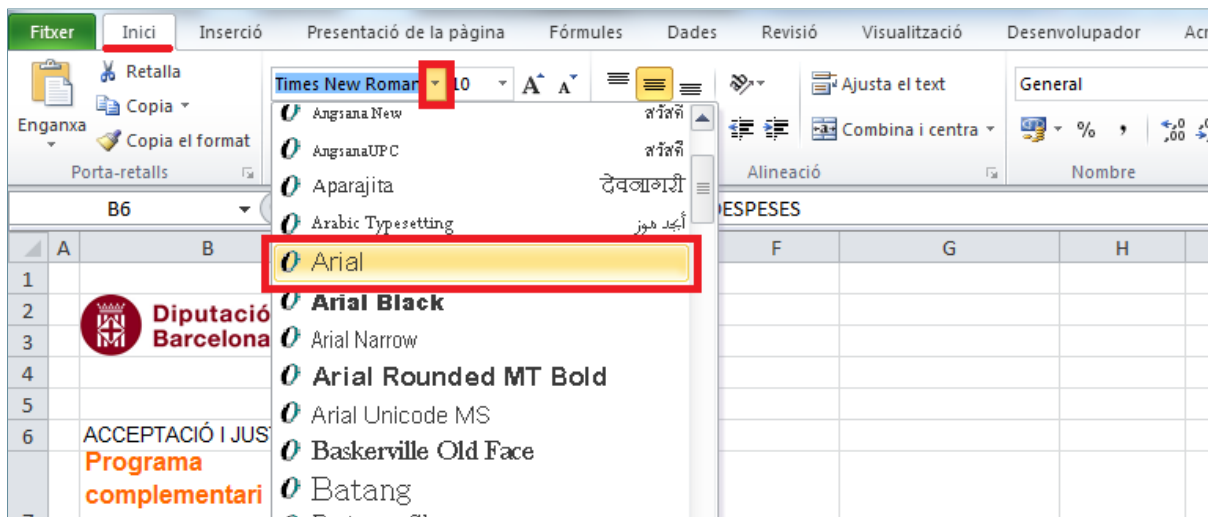 Fitxer Inici Inserció Presentació de la pàgina Fórmules Dades Revisió Visualització Desenvolupador
Retalla
Copia
Copia el format
Enganxa
Porta-retalls
Times New Roman 10 A A
Ajusta el text
Combina i centra
Alineació
General
% ,
Nombre
B6
DESPESES
Angsana New สวัสดี
AngsanaUPC สวัสดี
Aparajita देवनागरी
Arabic Typesetting أبجد هوز
Arial
Arial Black
Arial Narrow
Arial Rounded MT Bold
Arial Unicode MS
Baskerville Old Face
Batang
A B F G H
1
2
3
4
5
6
Diputació
Barcelona
ACCEPTACIÓ I JUS
Programa
complementari